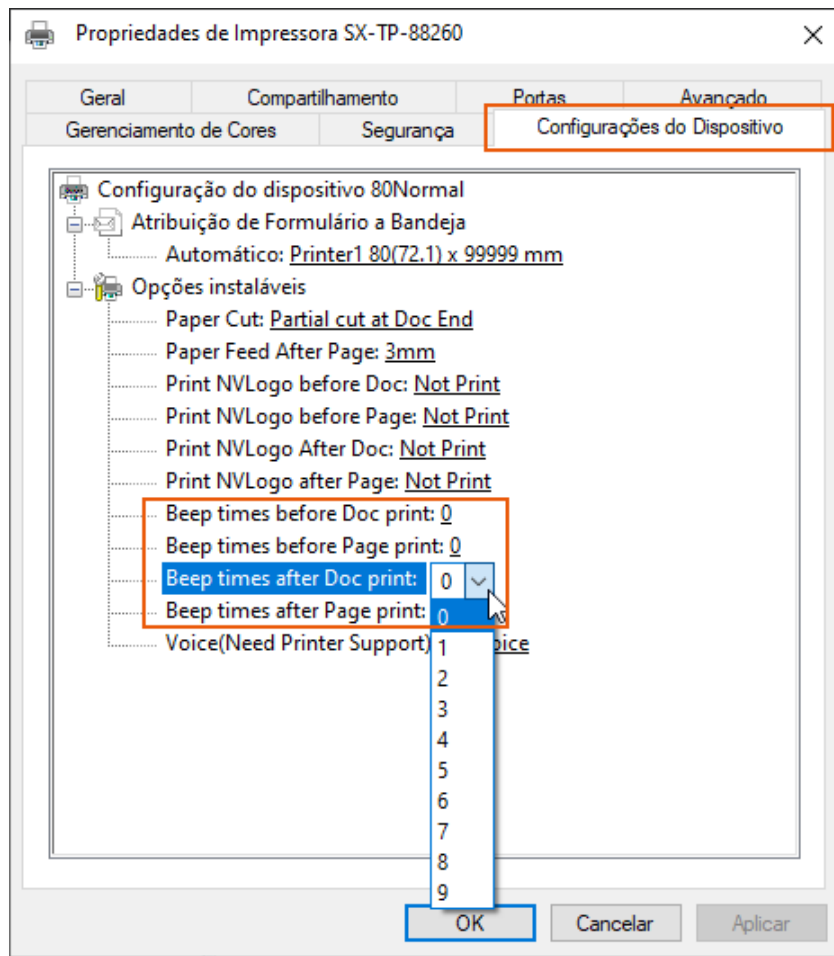 Propriedades de Impressora SX-TP-88260
Geral Compartilhamento Portas Avançado
Gerenciamento de Cores Segurança Configurações do Dispositivo
Configuração do dispositivo 80Normal
Atribuição de Formulário a Bandeja
Automático: Printer1 80(72.1) x 99999 mm
Opções instaláveis
Paper Cut: Partial cut at Doc End
Paper Feed After Page: 3mm
Print NVLogo before Doc: Not Print
Print NVLogo before Page: Not Print
Print NVLogo After Doc: Not Print
Print NVLogo after Page: Not Print
Beep times before Doc print: 0
Beep times before Page print: 0
Beep times after Doc print: 0
Beep times after Page print:
Voice(Need Printer Support)
0
1
2
3
4
5
6
7
8
9
OK Cancelar Aplicar